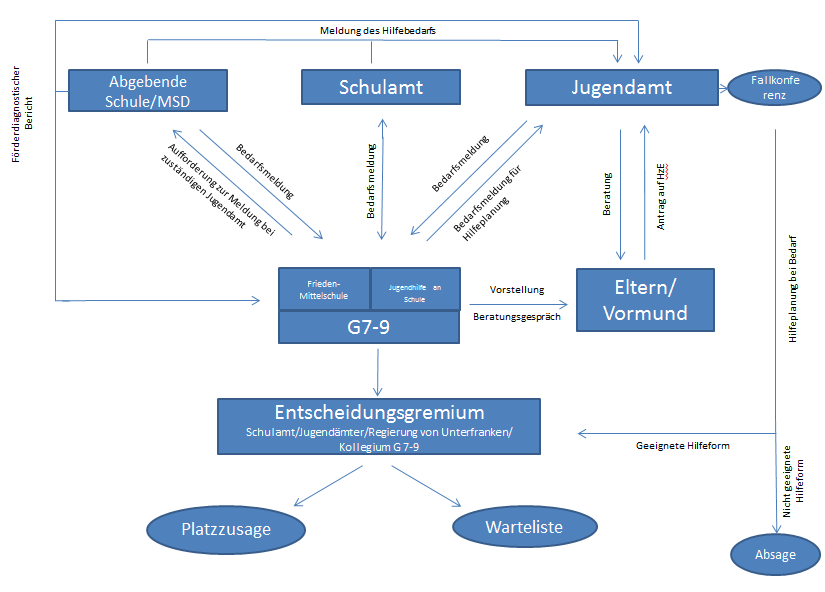 Meldung des Hilfebedarfs
Förderdiagnostischer
Bericht
Abgebende
Schule/MSD
Schulamt
Jugendamt
Fallkonfe
renz
Aufforderung zur Meldung bei
zuständigen Jugendamt
Bedarfsmeldung
Bedarfsmeldung
Bedarfsmeldung
Bedarfsmeldung für
Hilfeplanung
Beratung
Antrag auf HzE
Hilfeplanung bei Bedarf
Frieden-
Mittelschule
Jugendhilfe an
Schule
G7-9
Vorstellung
Beratungsgespräch
Eltern/
Vormund
Entscheidungsgremium
Schulamt/Jugendämter/Regierung von Unterfranken/
Kollegium G 7-9
Geeignete Hilfeform
Nicht geeignete
Hilfeform
Platzzusage
Warteliste
Absage